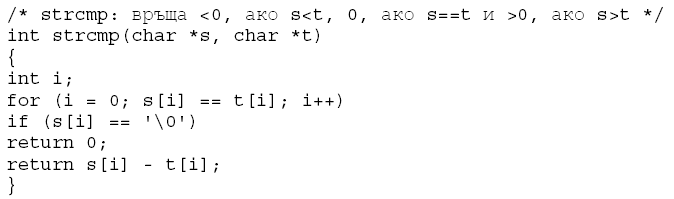 /* strcmp: връща <0, ако s<t, 0, ако s==t и >0, ако s>t */
int strcmp(char *s, char *t)
{
int i;
for (i = 0; s[i] == t[i]; i++)
if (s[i] == '\0')
return 0;
return s[i] - t[i];
}